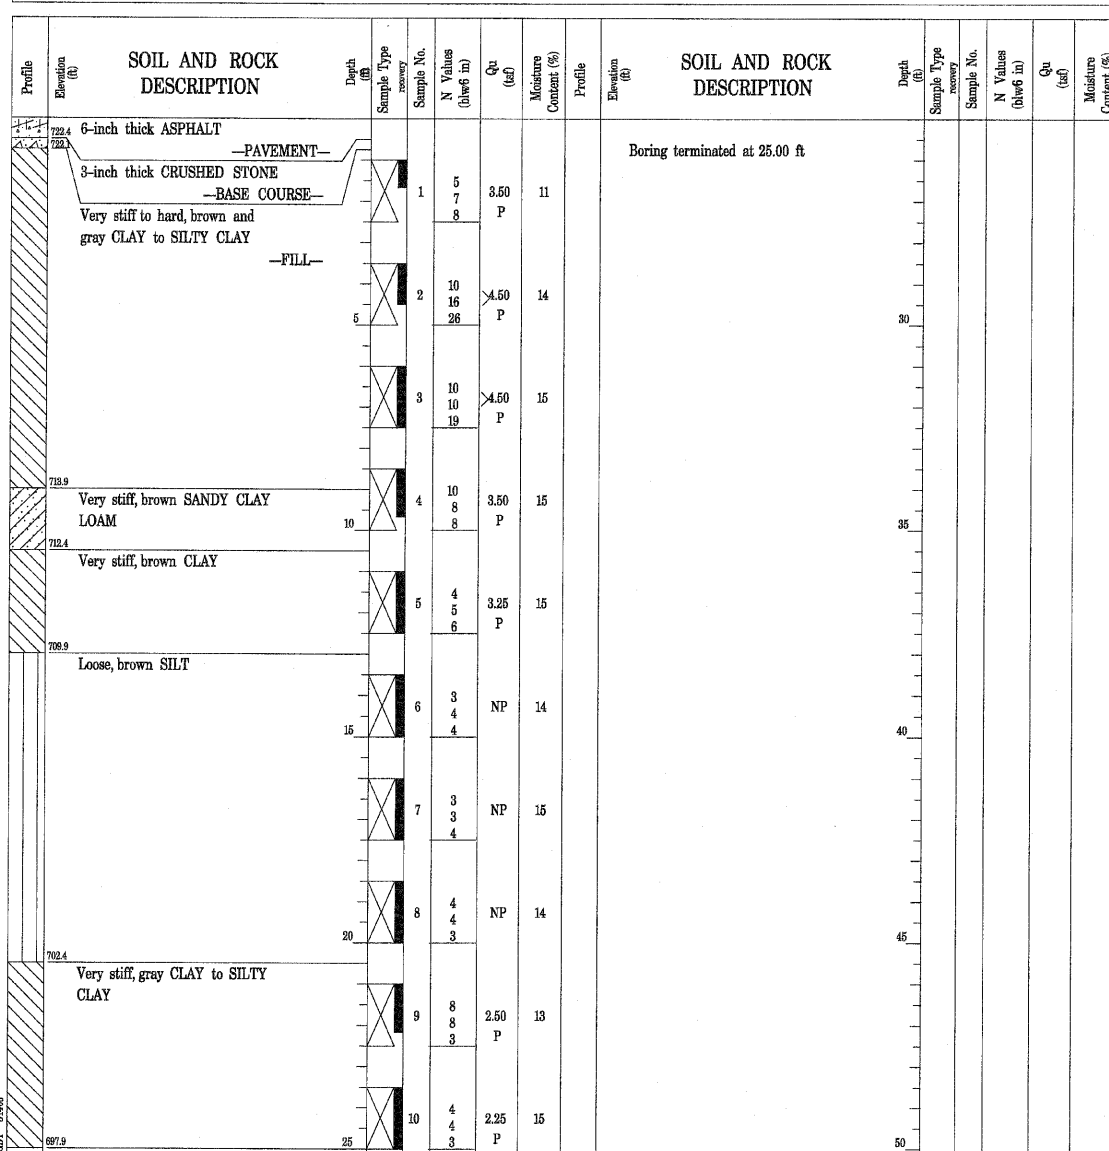 Profile
Elevation (ft)
SOIL AND ROCK
DESCRIPTION
Depth (ft)
Sample Type
recovery
Sample No.
N Values (blw/6 in)
Qu (tsf)
Moisture Content (%)
Profile
Elevation (ft)
SOIL AND ROCK
DESCRIPTION
Depth (ft)
Sample Type
recovery
Sample No.
N Values (blw/6 in)
Qu (tsf)
Moisture Content (%)
722.4 6-inch thick ASPHALT
722.1
—PAVEMENT—
3-inch thick CRUSHED STONE
—BASE COURSE—
Very stiff to hard, brown and
gray CLAY to SILTY CLAY
—FILL—
1
5
7
8
3.50
P
11
5
2
10
16
26
>4.50
P
14
3
10
10
19
>4.50
P
15
713.9
Very stiff, brown SANDY CLAY
LOAM
10
4
10
8
8
3.50
P
15
712.4
Very stiff, brown CLAY
5
4
5
6
3.25
P
15
709.9
Loose, brown SILT
15
6
3
4
4
NP
14
7
3
3
4
NP
15
20
8
4
4
3
NP
14
702.4
Very stiff, gray CLAY to SILTY
CLAY
9
8
8
3
2.50
P
13
10
4
4
3
2.25
P
15
697.9
25
Boring terminated at 25.00 ft
30
35
40
45
50